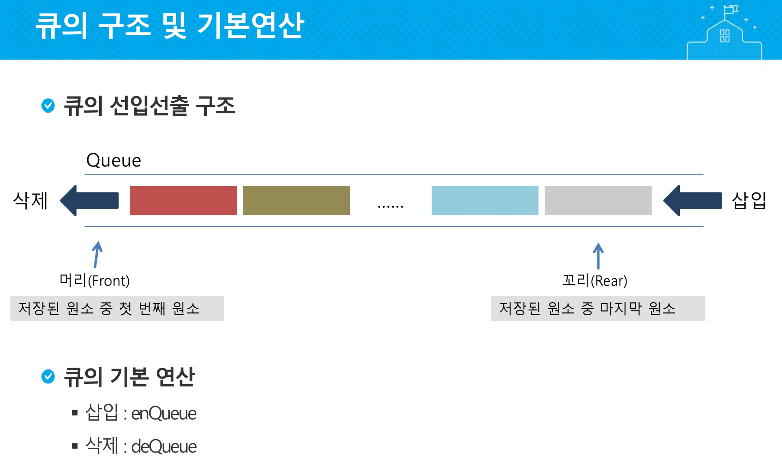 큐의 구조 및 기본연산
큐의 선입선출 구조
Queue
삭제
......
삽입
머리(Front)
꼬리(Rear)
저장된 원소 중 첫 번째 원소
저장된 원소 중 마지막 원소
큐의 기본 연산
▪ 삽입 : enQueue
▪ 삭제 : deQueue